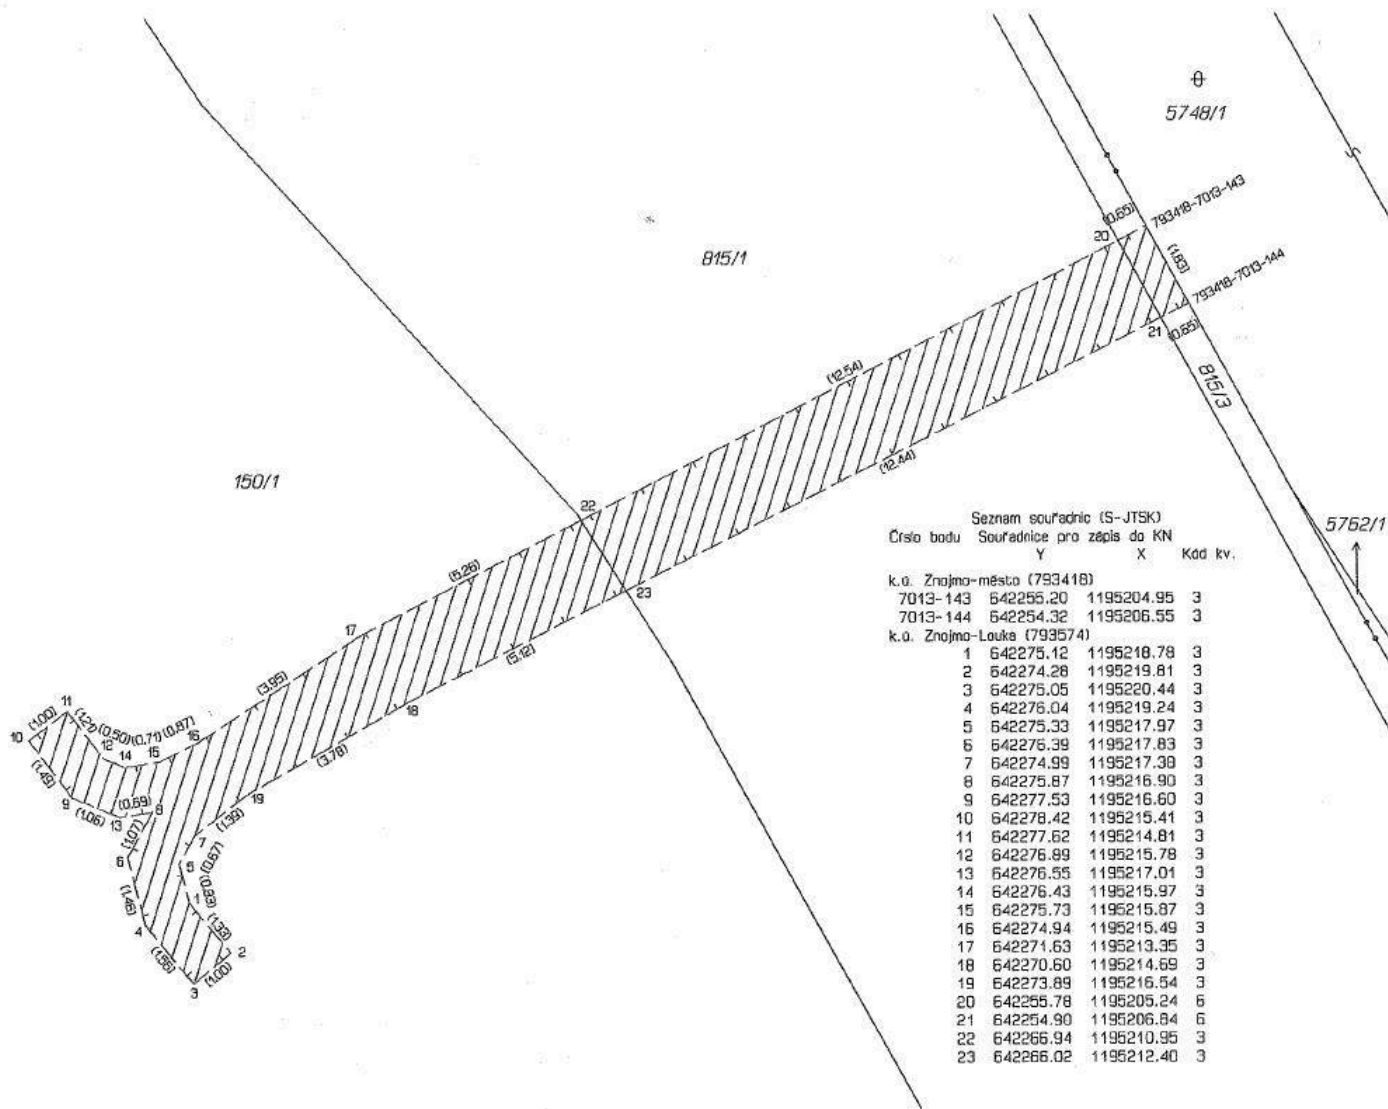 0
5748/1
793418-7013-143
(0.65)
20
(1.83)
793418-7013-144
815/1
21
(0.65)
815/3
(12.54)
(12.44)
150/1
22
23
5762/1
(5.26)
(5.12)
17
(3.95)
18
(3.78)
11
(1.00)
(1.21)
(0.50)
(0.71)
(0.87)
10
12
14
15
16
(1.49)
9
(0.69)
8
19
(1.06)
13
(1.07)
7
(1.39)
6
5
(0.67)
(0.93)
(1.46)
1
(1.33)
4
2
(1.55)
(1.00)
3
Seznam souřadnic (S-JTSK)
Číslo bodu Souřadnice pro zápis do KN
Y X Kód kv.
k.ú. Znojmo-město (793418)
7013-143 642255.20 1195204.95 3
7013-144 642254.32 1195206.55 3
k.ú. Znojmo-Louka (793574)
1 642275.12 1195218.78 3
2 642274.28 1195219.81 3
3 642275.05 1195220.44 3
4 642276.04 1195219.24 3
5 642275.33 1195217.97 3
6 642276.39 1195217.83 3
7 642274.99 1195217.38 3
8 642275.87 1195216.90 3
9 642277.53 1195216.60 3
10 642278.42 1195215.41 3
11 642277.62 1195214.81 3
12 642276.89 1195215.78 3
13 642276.55 1195217.01 3
14 642276.43 1195215.97 3
15 642275.73 1195215.87 3
16 642274.94 1195215.49 3
17 642271.63 1195213.35 3
18 642270.60 1195214.69 3
19 642273.89 1195216.54 3
20 642255.78 1195205.24 6
21 642254.90 1195206.84 6
22 642266.94 1195210.95 3
23 642266.02 1195212.40 3